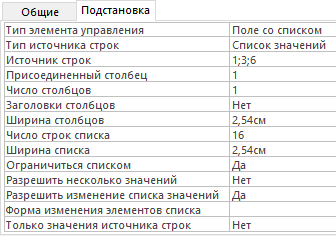 Общие Подстановка
Тип элемента управления Поле со списком
Тип источника строк Список значений
Источник строк 1;3;6
Присоединенный столбец 1
Число столбцов 1
Заголовки столбцов Нет
Ширина столбцов 2,54см
Число строк списка 16
Ширина списка 2,54см
Ограничиться списком Да
Разрешить несколько значений Нет
Разрешить изменение списка значений Да
Форма изменения элементов списка
Только значения источника строк Нет